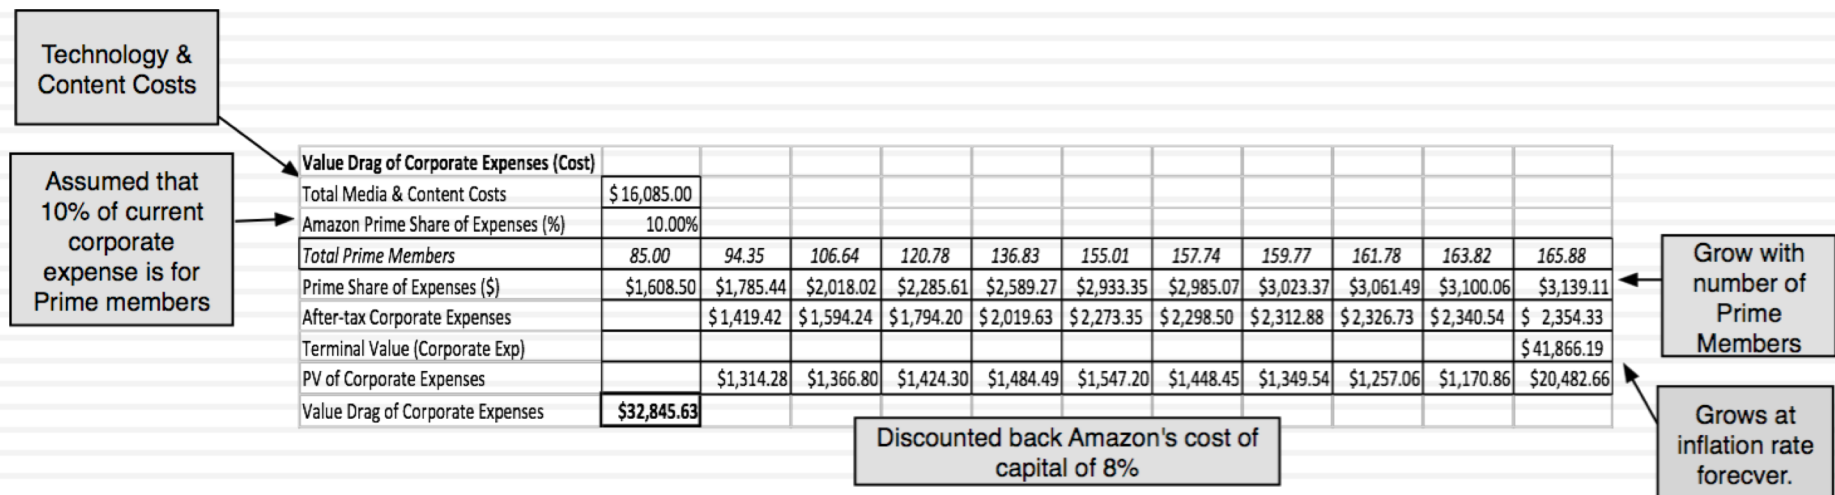 Technology &
Content Costs
Assumed that
10% of current
corporate
expense is for
Prime members
Value Drag of Corporate Expenses (Cost)
Total Media & Content Costs $ 16,085.00
Amazon Prime Share of Expenses (%) 10.00%
Total Prime Members 85.00 94.35 106.64 120.78 136.83 155.01 157.74 159.77 161.78 163.82 165.88
Prime Share of Expenses ($) $1,608.50 $1,785.44 $2,018.02 $2,285.61 $2,589.27 $2,933.35 $2,985.07 $3,023.37 $3,061.49 $3,100.06 $3,139.11
After-tax Corporate Expenses $ 1,419.42 $ 1,594.24 $ 1,794.20 $ 2,019.63 $ 2,273.35 $ 2,298.50 $ 2,312.88 $ 2,326.73 $ 2,340.54 $ 2,354.33
Terminal Value (Corporate Exp) $ 41,866.19
PV of Corporate Expenses $1,314.28 $1,366.80 $1,424.30 $1,484.49 $1,547.20 $1,448.45 $1,349.54 $1,257.06 $1,170.86 $20,482.66
Value Drag of Corporate Expenses $32,845.63
Grow with
number of
Prime
Members
Discounted back Amazon's cost of
capital of 8%
Grows at
inflation rate
forecver.